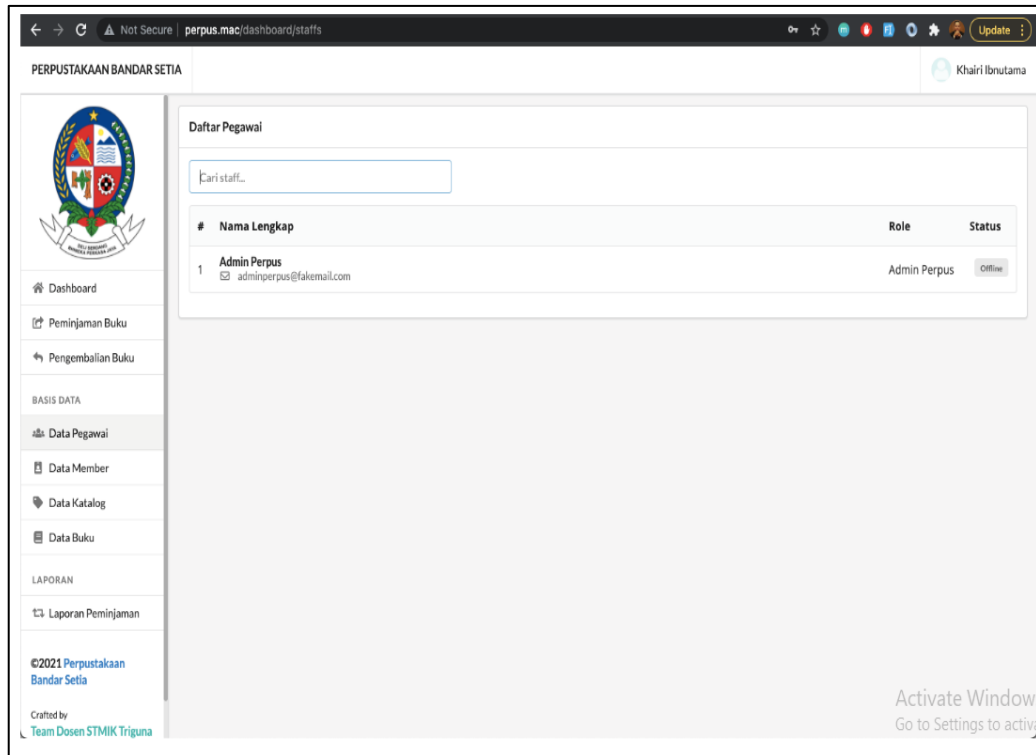 Not Secure | perpus.mac/dashboard/staffs
Update
PERPUSTAKAAN BANDAR SETIA
Khairi Ibnutama
Daftar Pegawai
Cari staff...
# Nama Lengkap Role Status
1 Admin Perpus Admin Perpus Offline
adminperpus@fakemail.com
Dashboard
Peminjaman Buku
Pengembalian Buku
BASIS DATA
Data Pegawai
Data Member
Data Katalog
Data Buku
LAPORAN
Laporan Peminjaman
©2021 Perpustakaan
Bandar Setia
Crafted by
Team Dosen STMIK Triguna
Activate Window
Go to Settings to activa